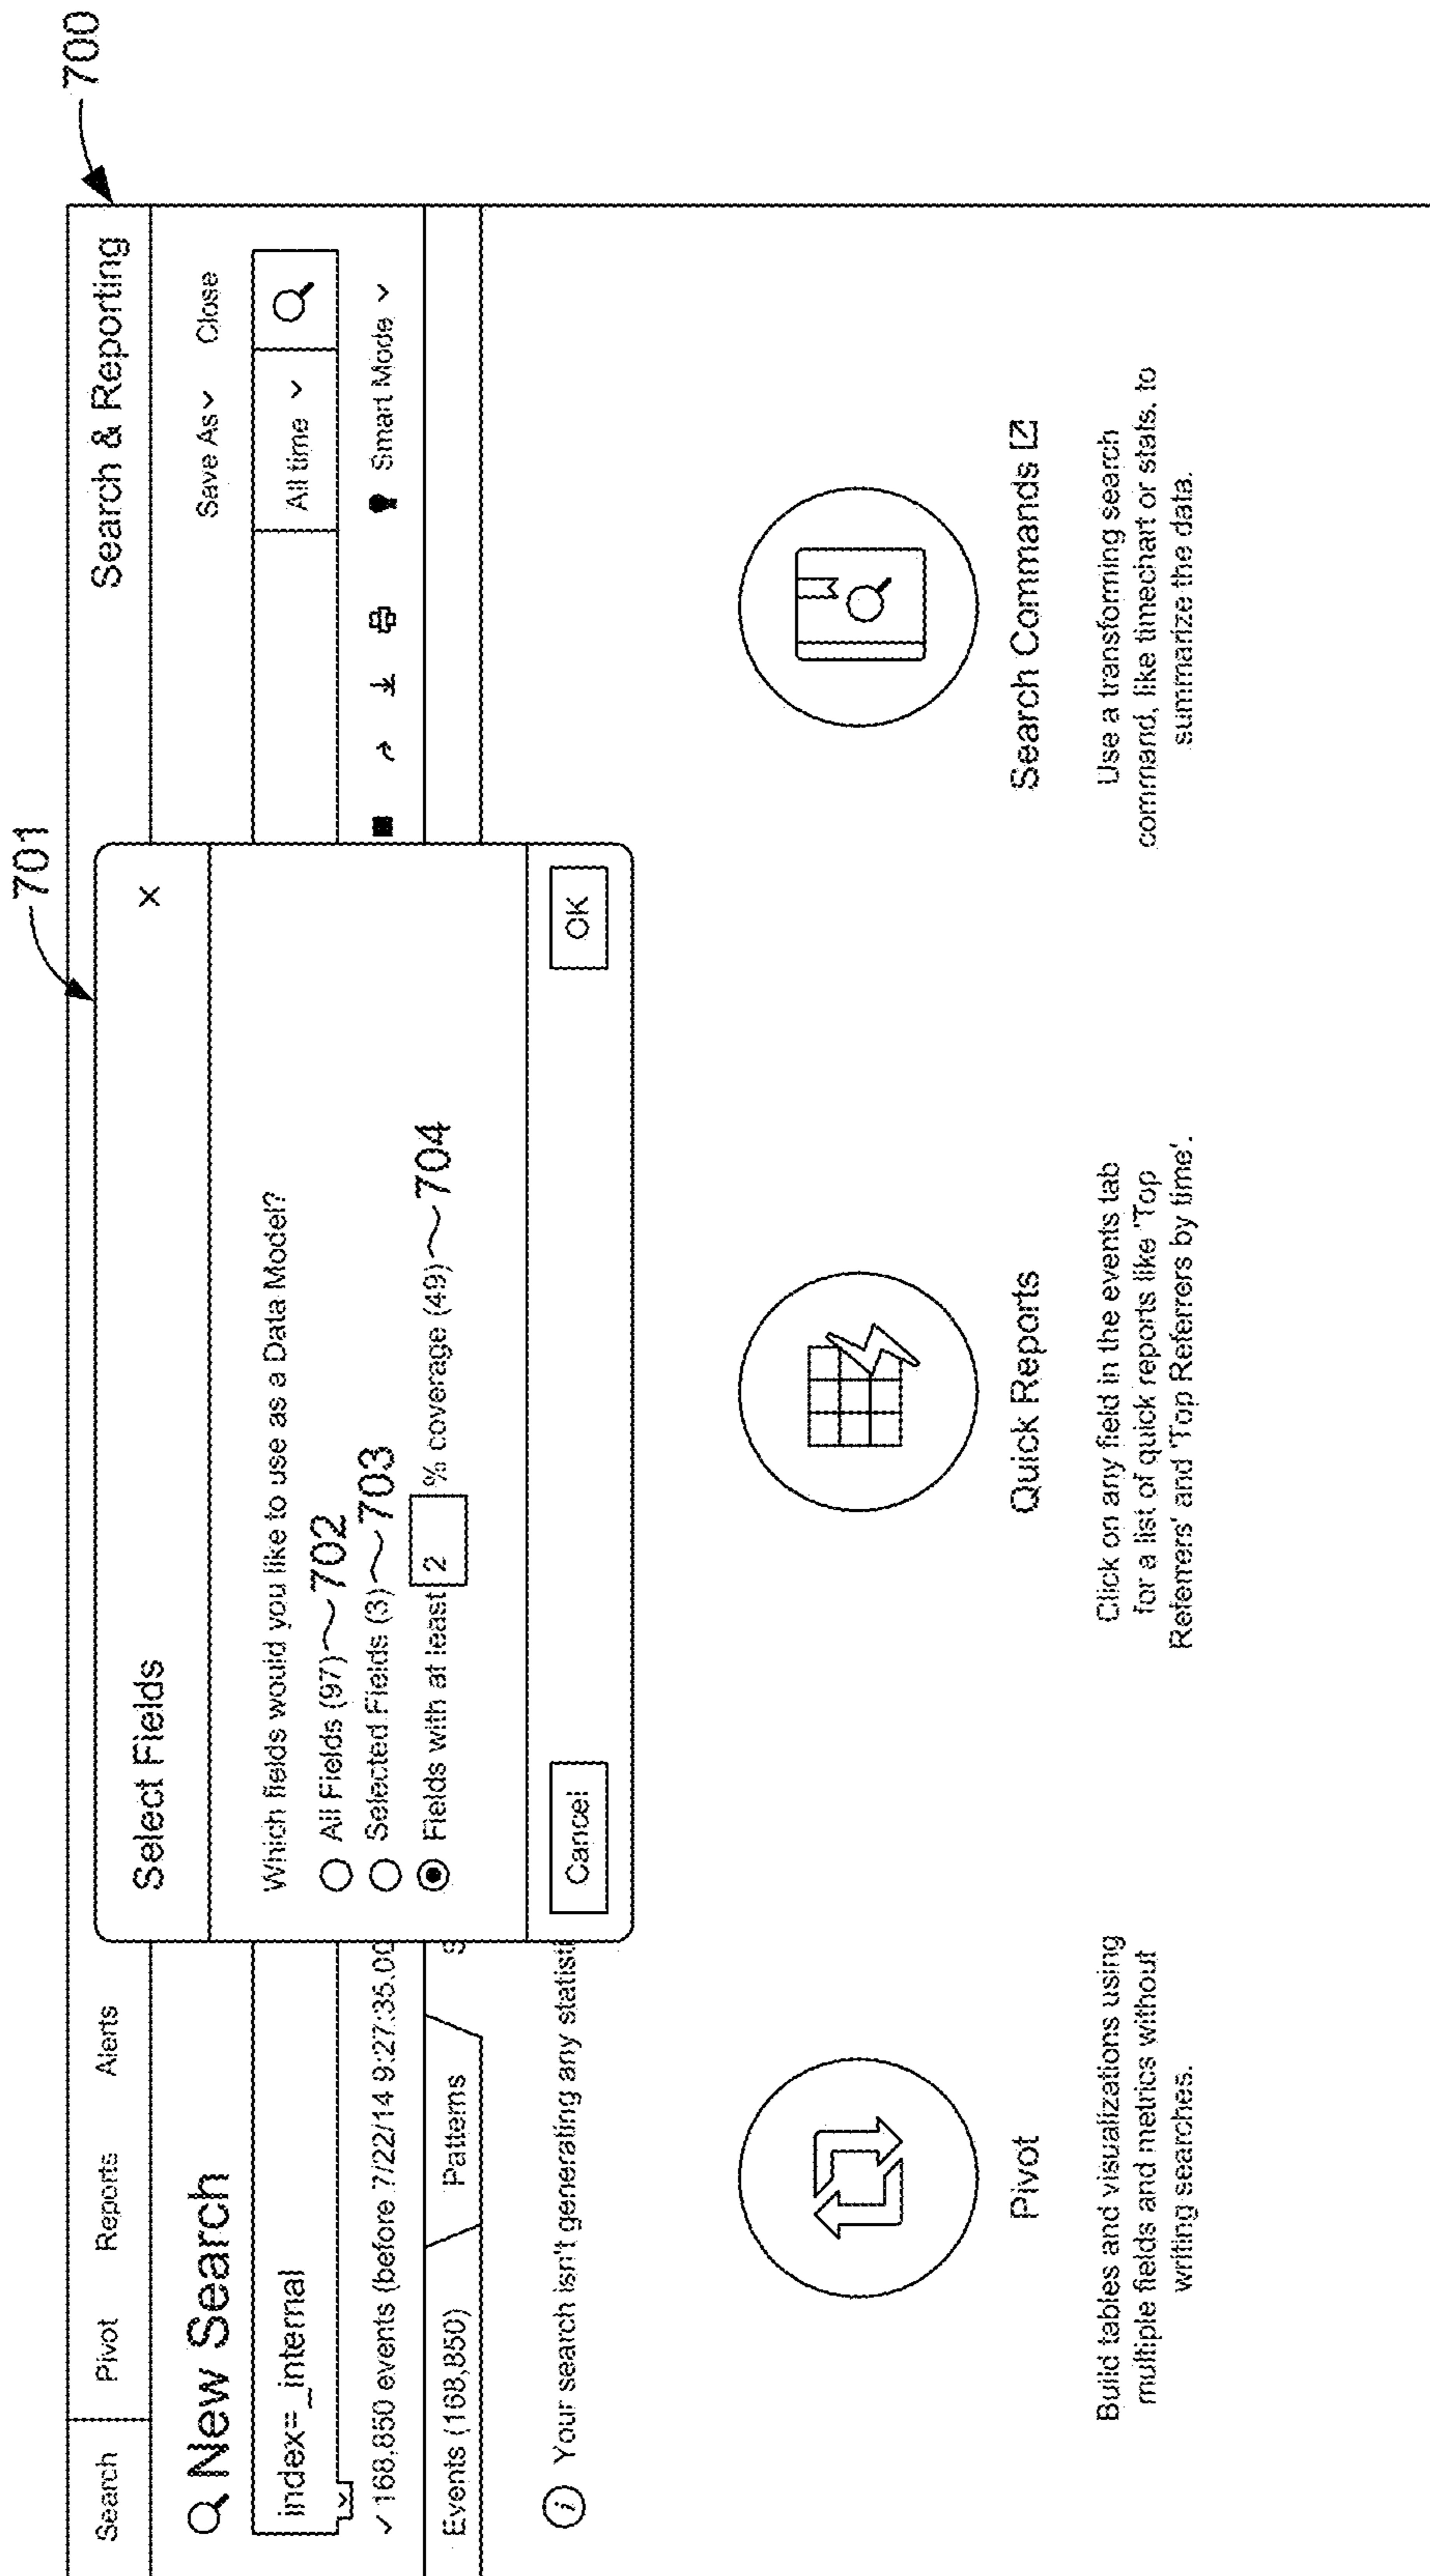 700
701
Search Pivot Reports Alerts Search & Reporting
New Search
Save As Close
index=_internal
All time
✓168,850 events (before 7/22/14 9:27:35.00
Smart Mode
Events (168,850) Patterns S
Your search isn't generating any statisti
Select Fields X
Which fields would you like to use as a Data Model?
All Fields (97)~702
Selected Fields (3)~703
Fields with at least 2 % coverage (49)~704
Cancel OK
Pivot
Build tables and visualizations using
multiple fields and metrics without
writing searches.
Quick Reports
Click on any field in the events tab
for a list of quick reports like 'Top
Referrers' and 'Top Referrers by time'.
Search Commands
Use a transforming search
command, like timechart or stats, to
summarize the data.